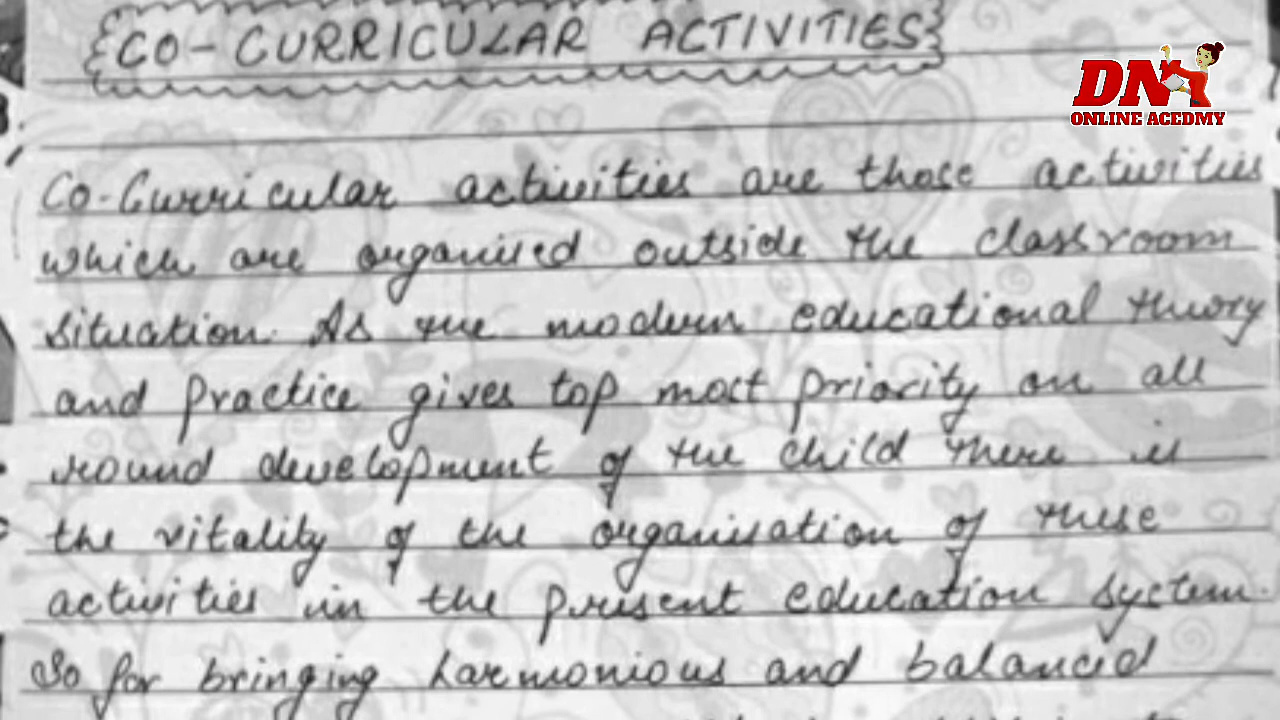 CO-CURRICULAR ACTIVITIES
DN
ONLINE ACEDMY
Co-Curricular activities are those activities
which are organised outside the classroom
situation. As the modern educational theory
and practice gives top most priority on all
round development of the child there is
the vitality of the organisation of these
activities in the present education system.
So for bringing harmonious and balanced